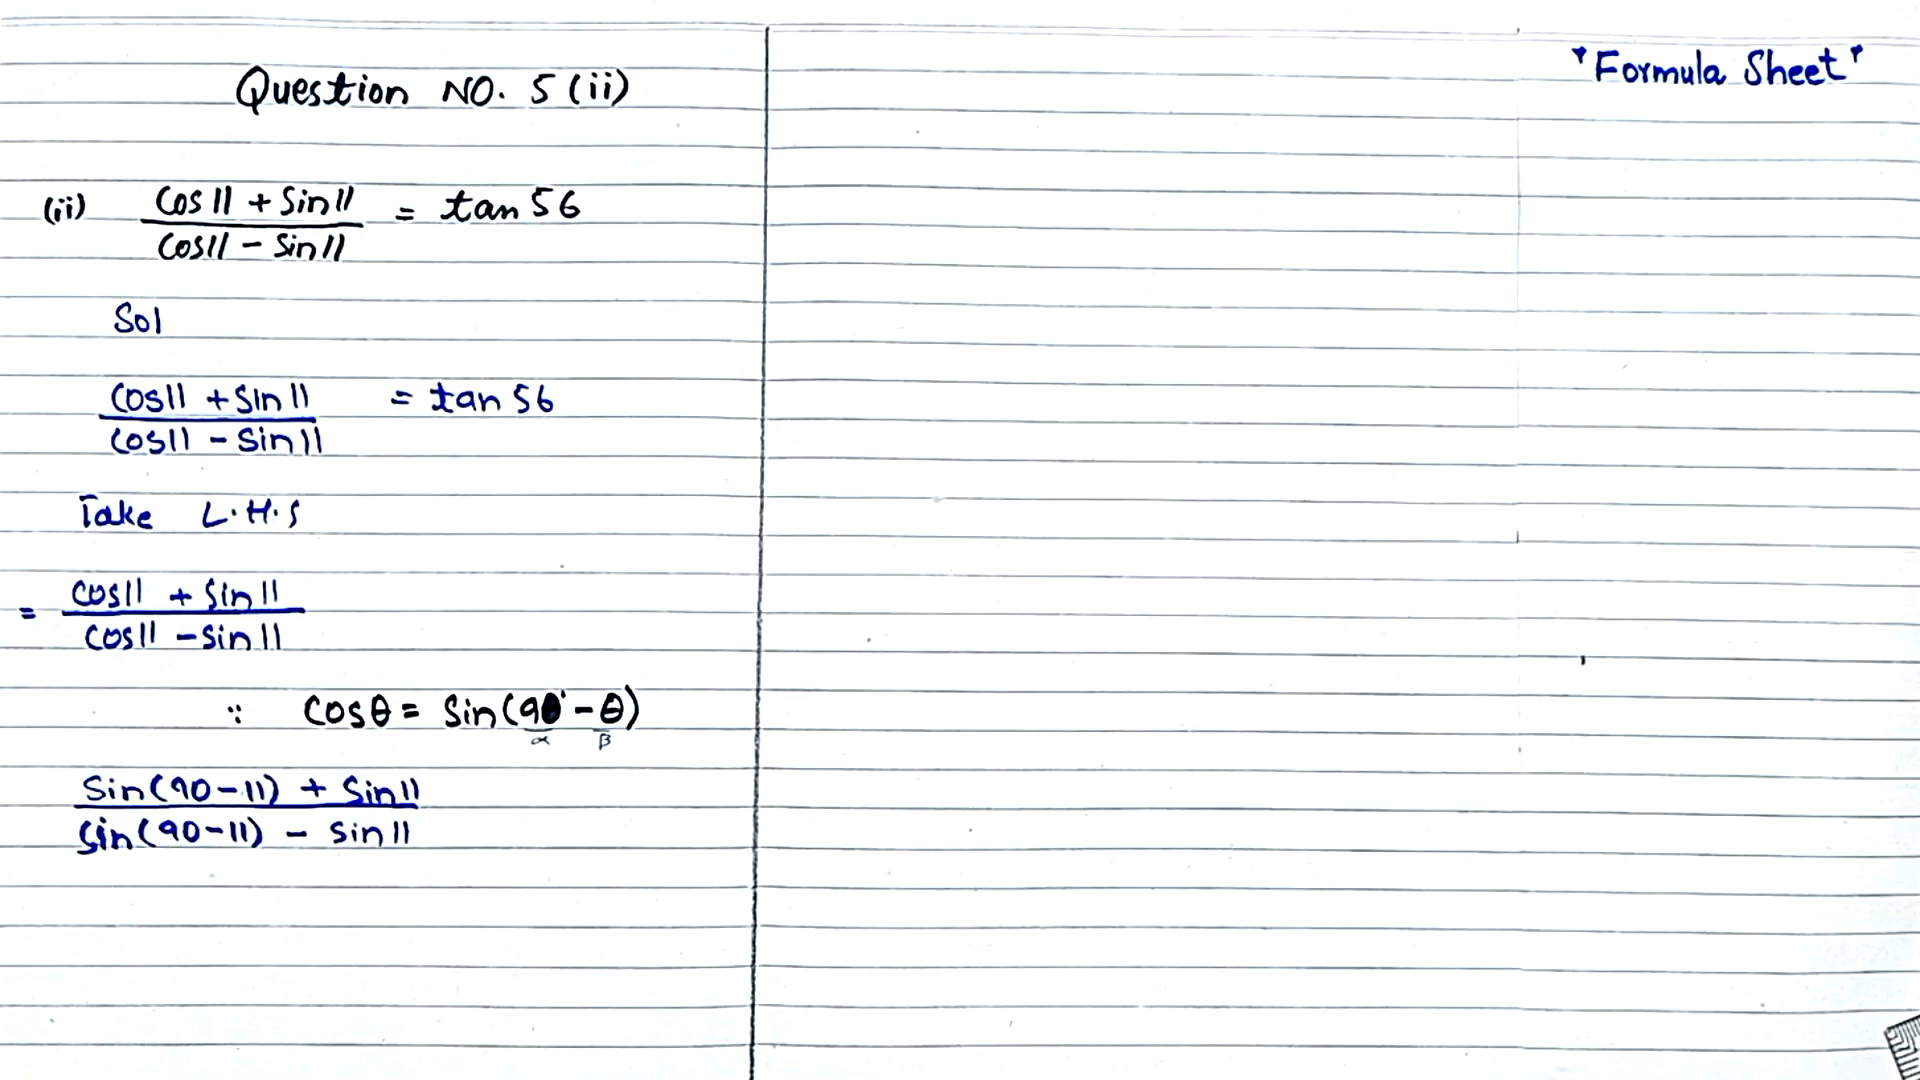 Question NO. 5 (ii)
"Formula Sheet"
(ii) Cos 11 + Sin 11 / Cos 11 - Sin 11 = tan 56
Sol
Cos 11 + Sin 11 / Cos 11 - Sin 11 = tan 56
Take L.H.S
= Cos 11 + Sin 11 / Cos 11 - Sin 11
∵ Cos θ = Sin (90° - θ)
α β
Sin (90 - 11) + Sin 11 / Sin (90 - 11) - Sin 11